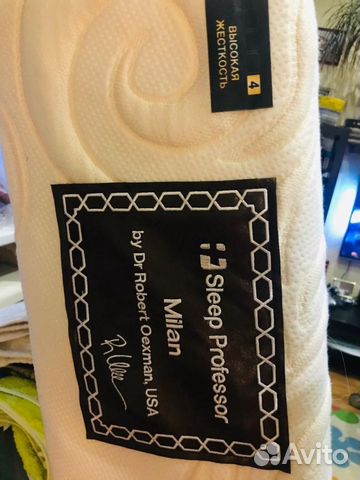 4
ВЫСОКАЯ
ЖЕСТКОСТЬ
Sleep Professor
Milan
by Dr Robert Oexman, USA
Avito